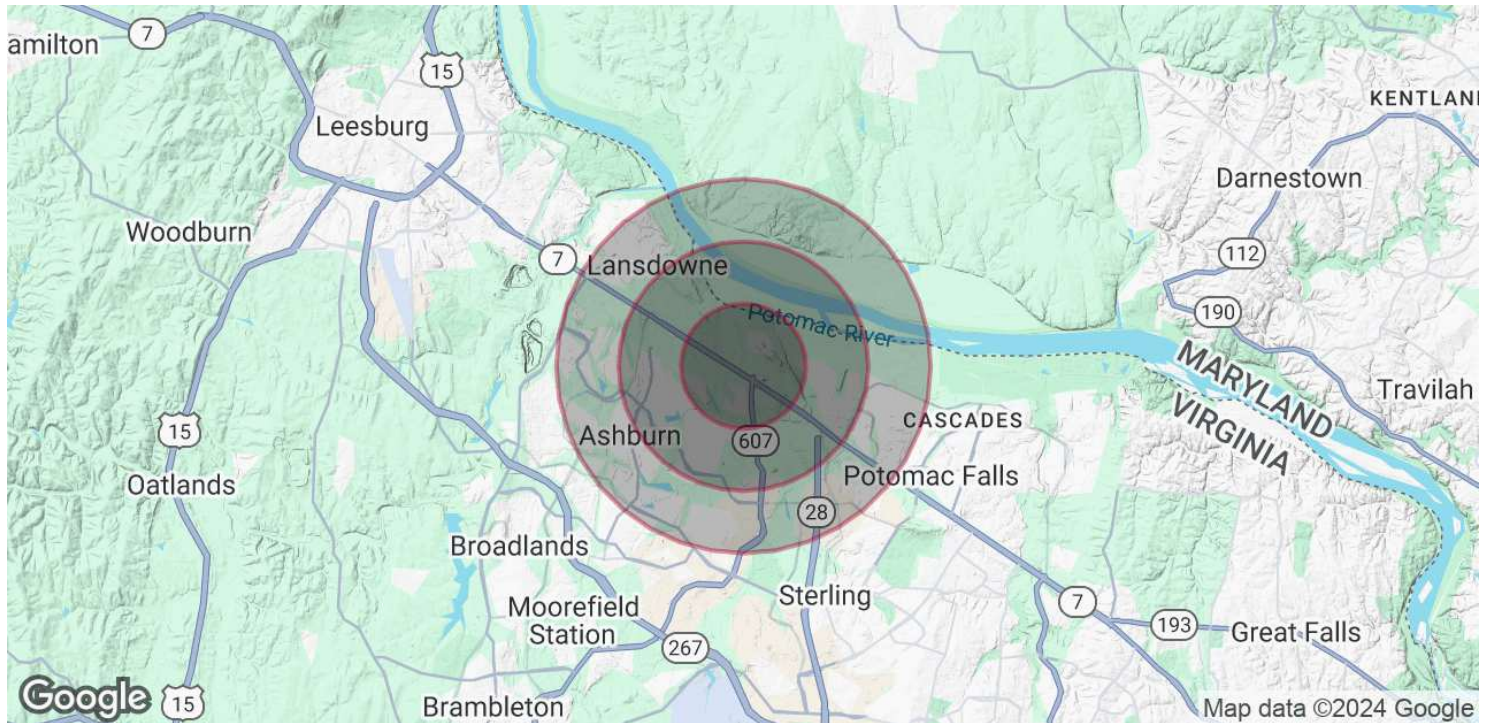 amilton
7
15
KENTLAN
Leesburg
Darnestown
Woodburn
112
7
Lansdowne
190
Potomac River
MARYLAND
Travilah
VIRGINIA
15
CASCADES
Ashburn
607
Potomac Falls
Oatlands
28
Broadlands
Sterling
7
Moorefield
Station
193
Great Falls
267
Google
15
Brambleton
Map data ©2024 Google